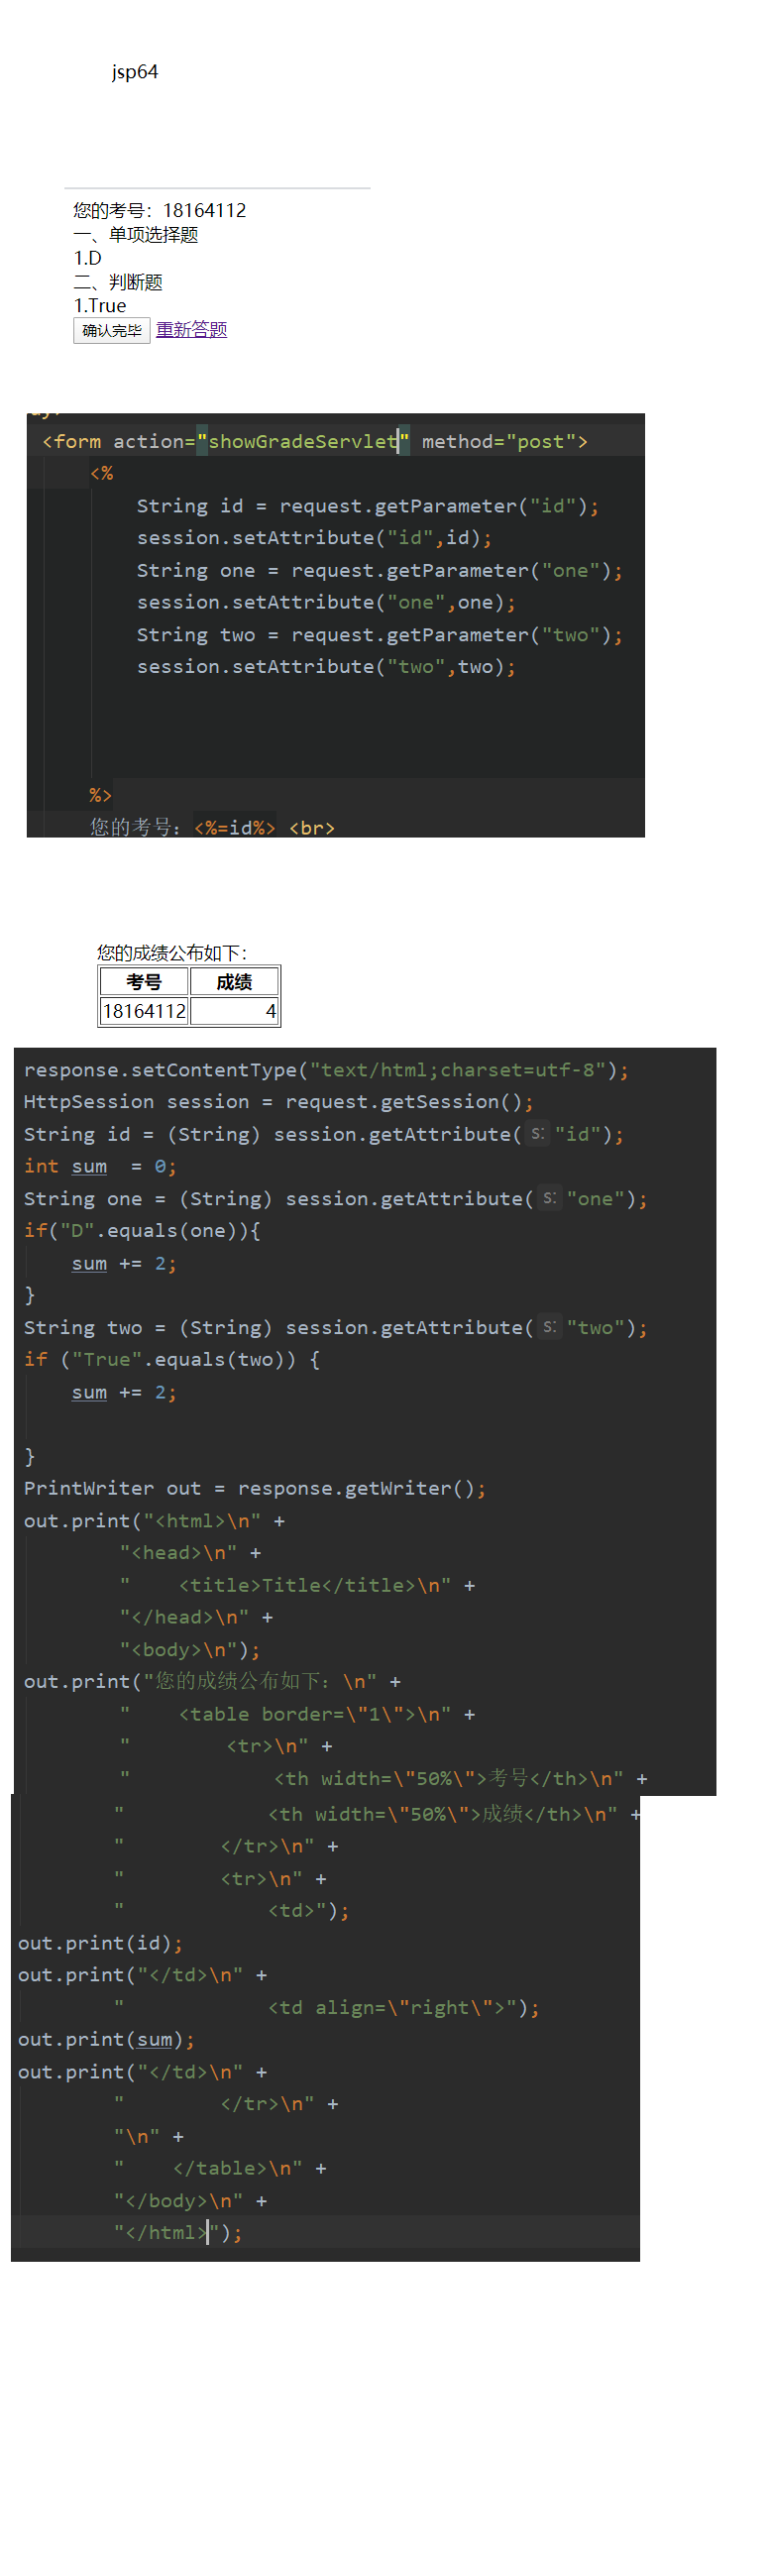 jsp64
您的考号：18164112
一、单项选择题
1.D
二、判断题
1.True
确认完毕 重新答题
<form action="showGradeServlet" method="post">
<%
String id = request.getParameter("id");
session.setAttribute("id",id);
String one = request.getParameter("one");
session.setAttribute("one",one);
String two = request.getParameter("two");
session.setAttribute("two",two);
%>
您的考号：<%=id%> <br>
您的成绩公布如下：
考号 成绩
18164112 4
response.setContentType("text/html;charset=utf-8");
HttpSession session = request.getSession();
String id = (String) session.getAttribute( s: "id");
int sum  = 0;
String one = (String) session.getAttribute( s: "one");
if("D".equals(one)){
    sum += 2;
}
String two = (String) session.getAttribute( s: "two");
if ("True".equals(two)) {
    sum += 2;
}
PrintWriter out = response.getWriter();
out.print("<html>\n" +
        "<head>\n" +
        "    <title>Title</title>\n" +
        "</head>\n" +
        "<body>\n");
out.print("您的成绩公布如下：\n" +
        "    <table border=\"1\">\n" +
        "        <tr>\n" +
        "            <th width=\"50%\">考号</th>\n" +
        "            <th width=\"50%\">成绩</th>\n" +
        "        </tr>\n" +
        "        <tr>\n" +
        "            <td>");
out.print(id);
out.print("</td>\n" +
        "            <td align=\"right\">");
out.print(sum);
out.print("</td>\n" +
        "        </tr>\n" +
        "\n" +
        "    </table>\n" +
        "</body>\n" +
        "</html>");